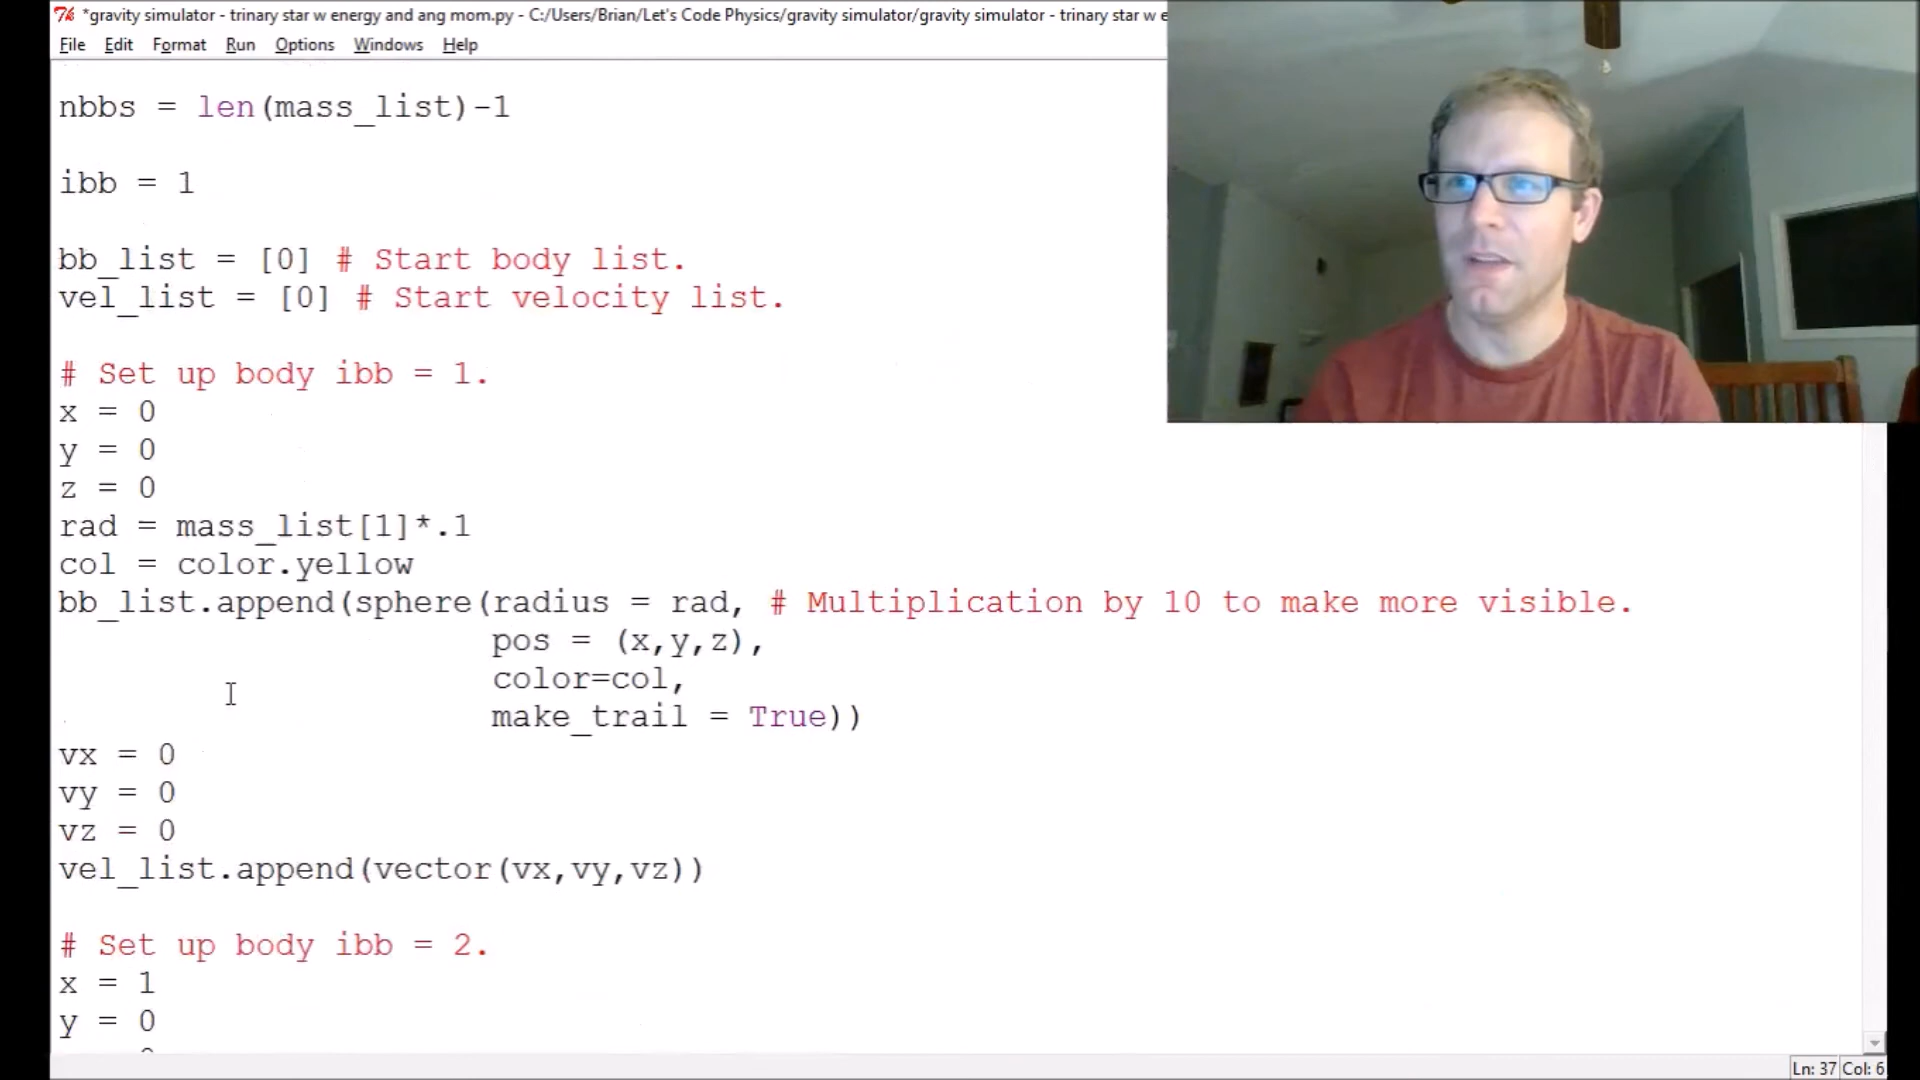 *gravity simulator - trinary star w energy and ang mom.py - C:/Users/Brian/Let's Code Physics/gravity simulator/gravity simulator - trinary star w e
File Edit Format Run Options Windows Help
nbbs = len(mass_list)-1
ibb = 1
bb_list = [0] # Start body list.
vel_list = [0] # Start velocity list.
# Set up body ibb = 1.
x = 0
y = 0
z = 0
rad = mass_list[1]*.1
col = color.yellow
bb_list.append(sphere(radius = rad, # Multiplication by 10 to make more visible.
pos = (x,y,z),
color=col,
make_trail = True))
vx = 0
vy = 0
vz = 0
vel_list.append(vector(vx,vy,vz))
# Set up body ibb = 2.
x = 1
y = 0
Ln: 37 Col: 6